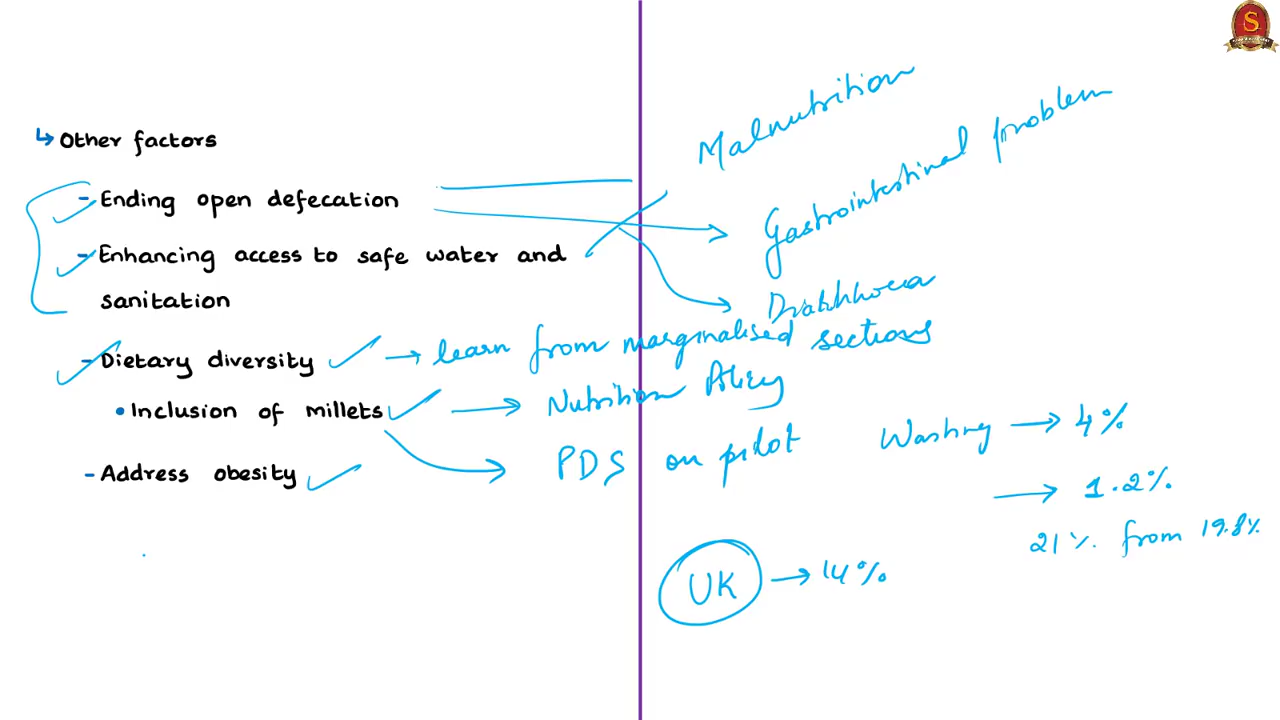 ↳ Other factors
- Ending open defecation
- Enhancing access to safe water and
sanitation
- Dietary diversity
• Inclusion of millets
- Address obesity
Malnutrition
Gastrointestinal problem
→ learn from marginalised sections
→ Nutrition Policy
PDS on pilot
Wasting → 4%
→ 1.2%
21% from 19.8%
UK → 14%
S